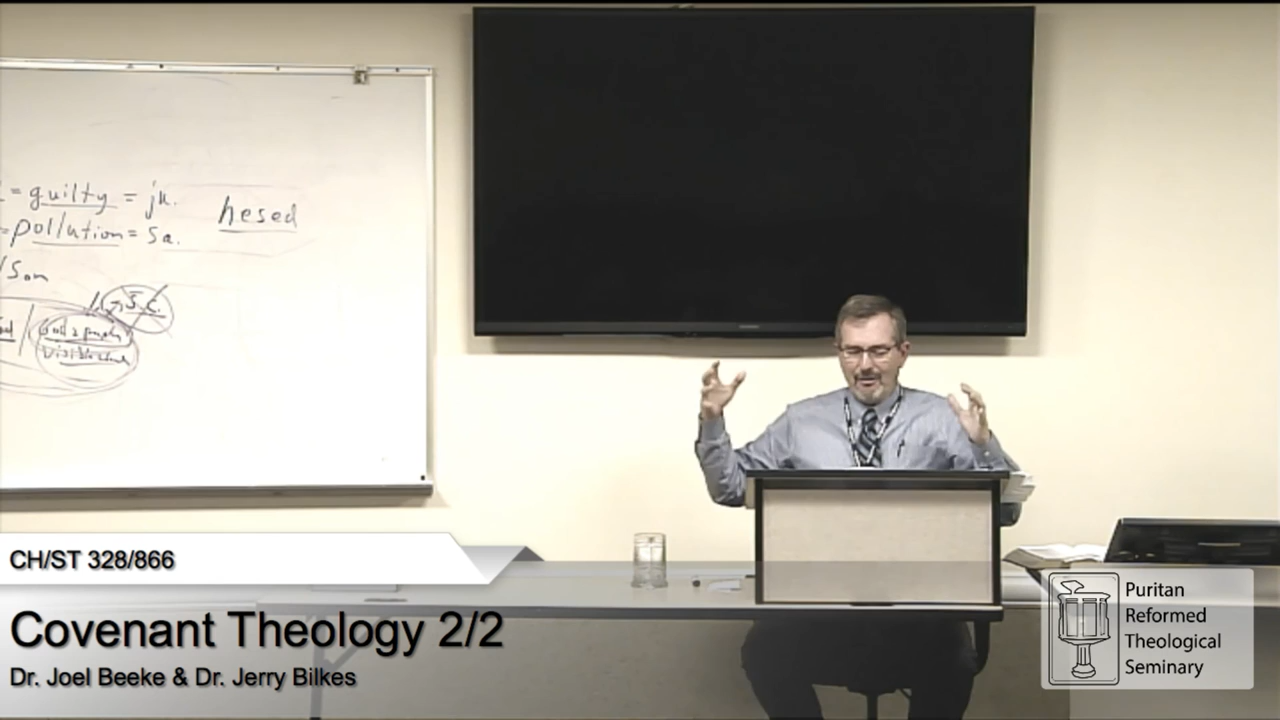 = guilty = ju.
hesed
= pollution = Sa.
/Son
CH/ST 328/866
Covenant Theology 2/2
Dr. Joel Beeke & Dr. Jerry Bilkes
Puritan
Reformed
Theological
Seminary